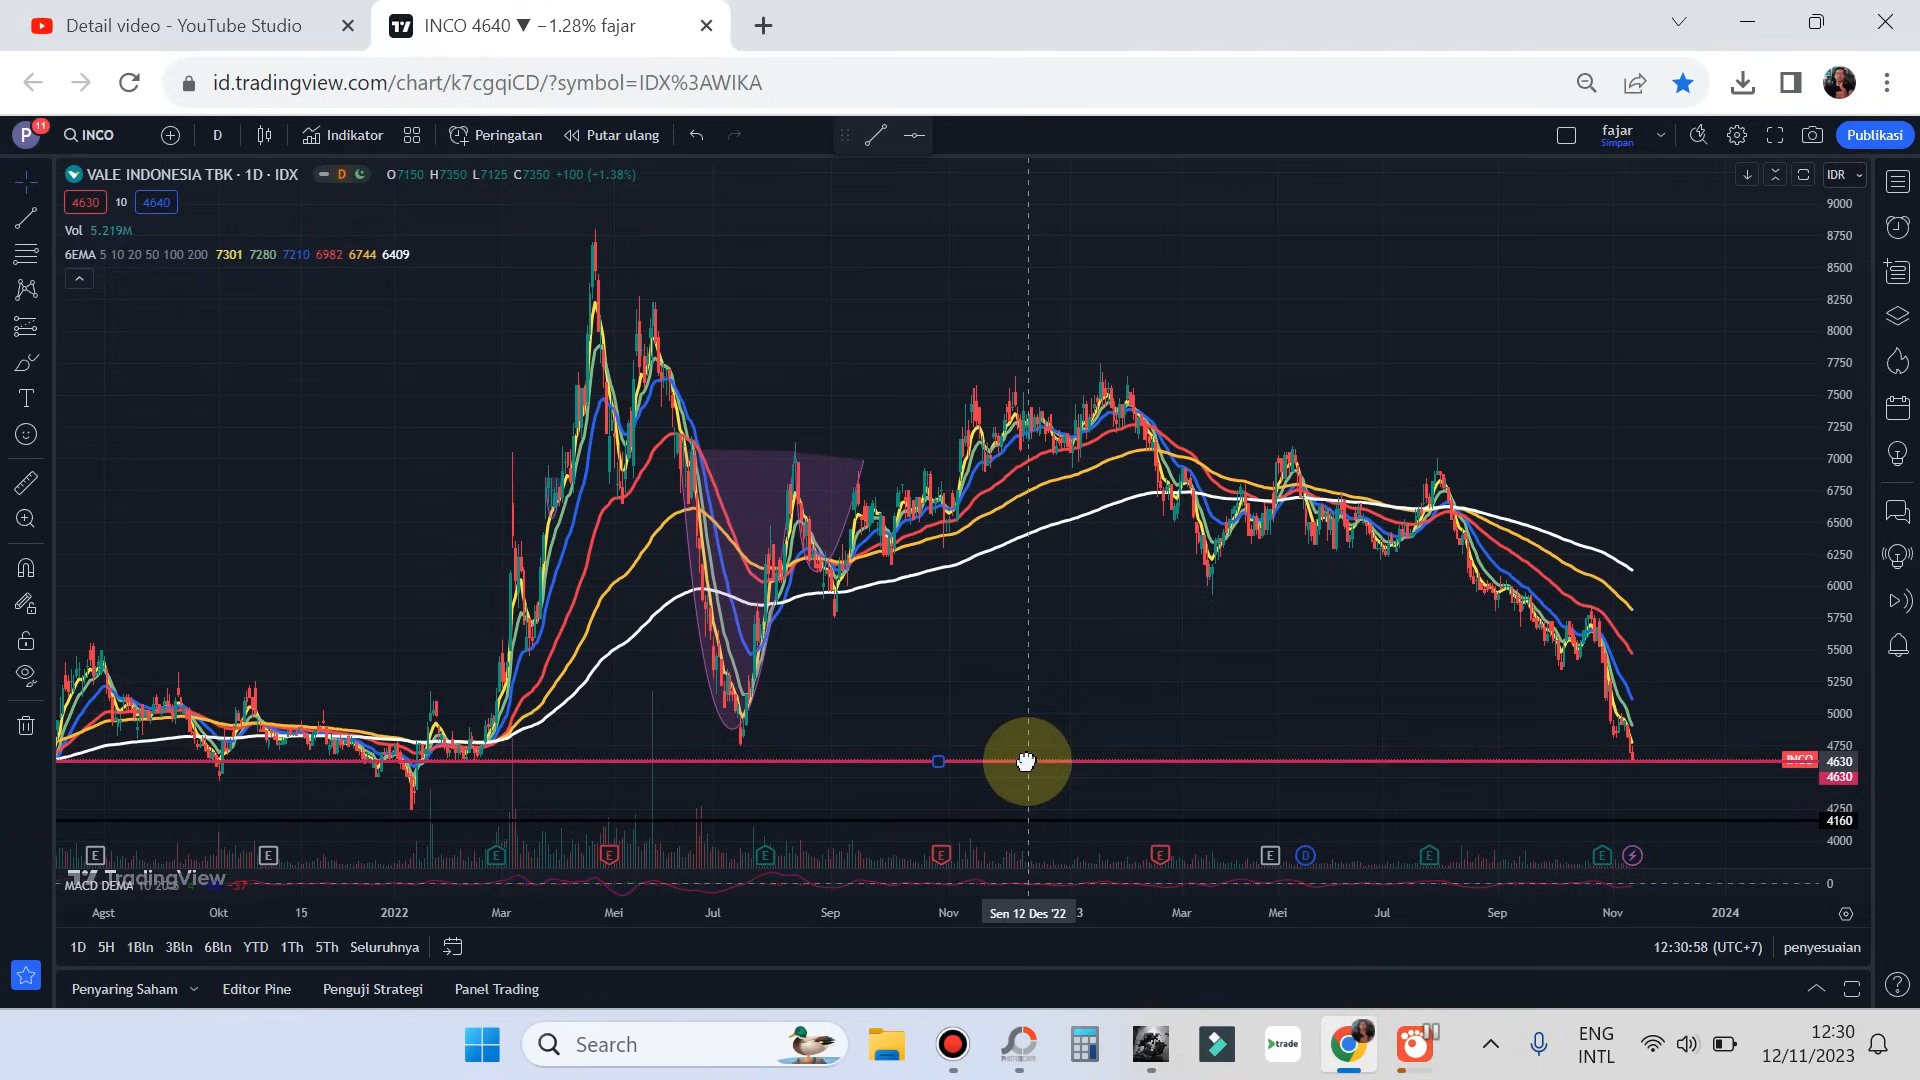 Detail video - YouTube Studio
INCO 4640 ▼ −1.28% fajar
id.tradingview.com/chart/k7cgqiCD/?symbol=IDX%3AWIKA
P
11
INCO
D
Indikator
Peringatan
Putar ulang
fajar
Simpan
Publikasi
VALE INDONESIA TBK · 1D · IDX
D
O7150 H7350 L7125 C7350 +100 (+1.38%)
IDR
4630
10
4640
Vol 5.219M
6EMA 5 10 20 50 100 200 7301 7280 7210 6982 6744 6409
9000
8750
8500
8250
8000
7750
7500
7250
7000
6750
6500
6250
6000
5750
5500
5250
5000
4750
INCO
4630
4630
4250
4160
4000
0
E
E
E
E
E
E
E
E
D
E
E
TradingView
MACD DEMA
Agst
Okt
15
2022
Mar
Mei
Jul
Sep
Nov
Sen 12 Des '22
3
Mar
Mei
Jul
Sep
Nov
2024
1D
5H
1Bln
3Bln
6Bln
YTD
1Th
5Th
Seluruhnya
12:30:58 (UTC+7)
penyesuaian
Penyaring Saham
Editor Pine
Penguji Strategi
Panel Trading
Search
PHOTOSCAPE
trade
ENG
INTL
12:30
12/11/2023